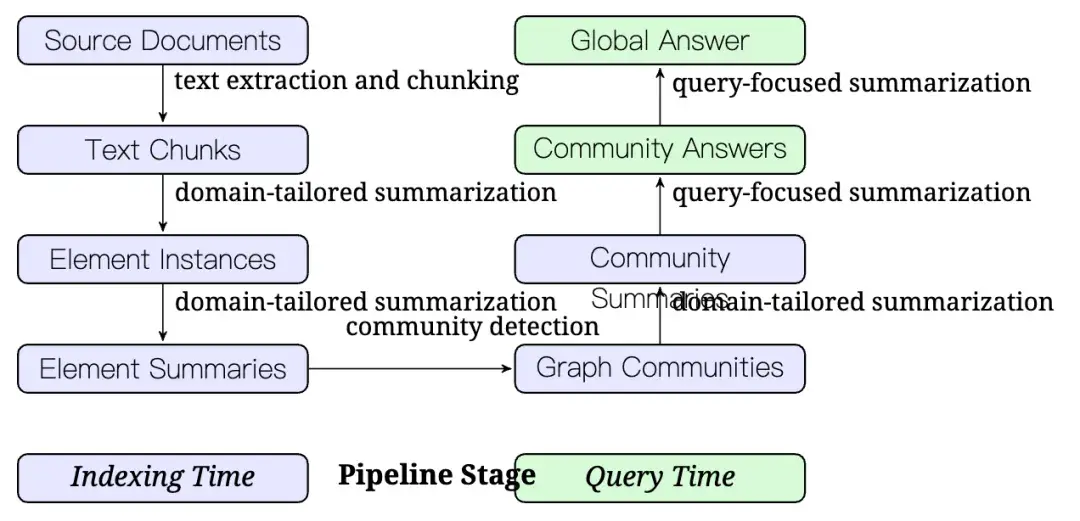 Source Documents
text extraction and chunking
Text Chunks
domain-tailored summarization
Element Instances
domain-tailored summarization
Element Summaries
community detection
Graph Communities
domain-tailored summarization
Community
Summaries
query-focused summarization
Community Answers
query-focused summarization
Global Answer
Indexing Time
Pipeline Stage
Query Time